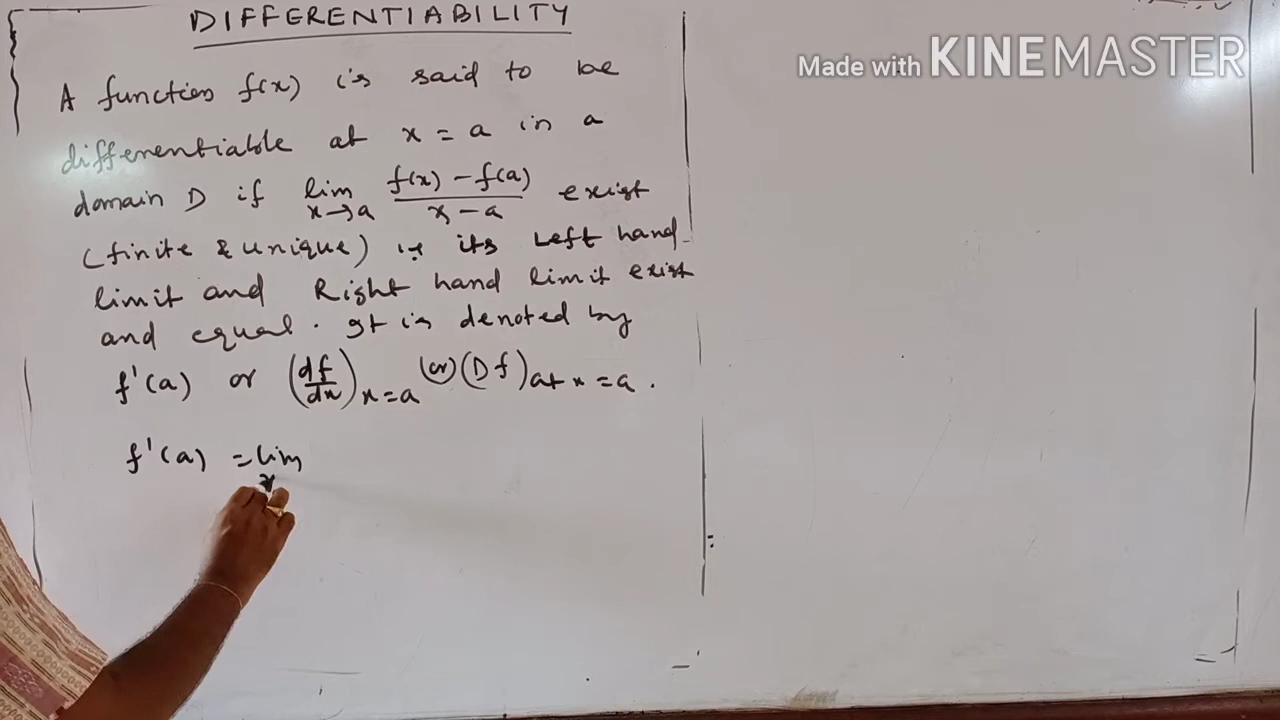 DIFFERENTIABILITY
Made with KINEMASTER
A function f(x) is said to be
differentiable at x = a in a
domain D if lim x→a f(x) - f(a) / x - a exist
(finite & unique) i.e its Left hand
limit and Right hand limit exist
and equal. It is denoted by
f'(a) or (df/dx) x=a (or) (Df) at x = a.
f'(a) = lim
x